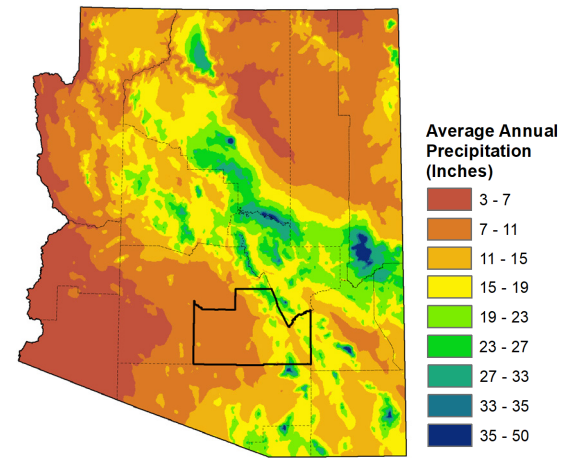 Average Annual
Precipitation
(Inches)
3 - 7
7 - 11
11 - 15
15 - 19
19 - 23
23 - 27
27 - 33
33 - 35
35 - 50